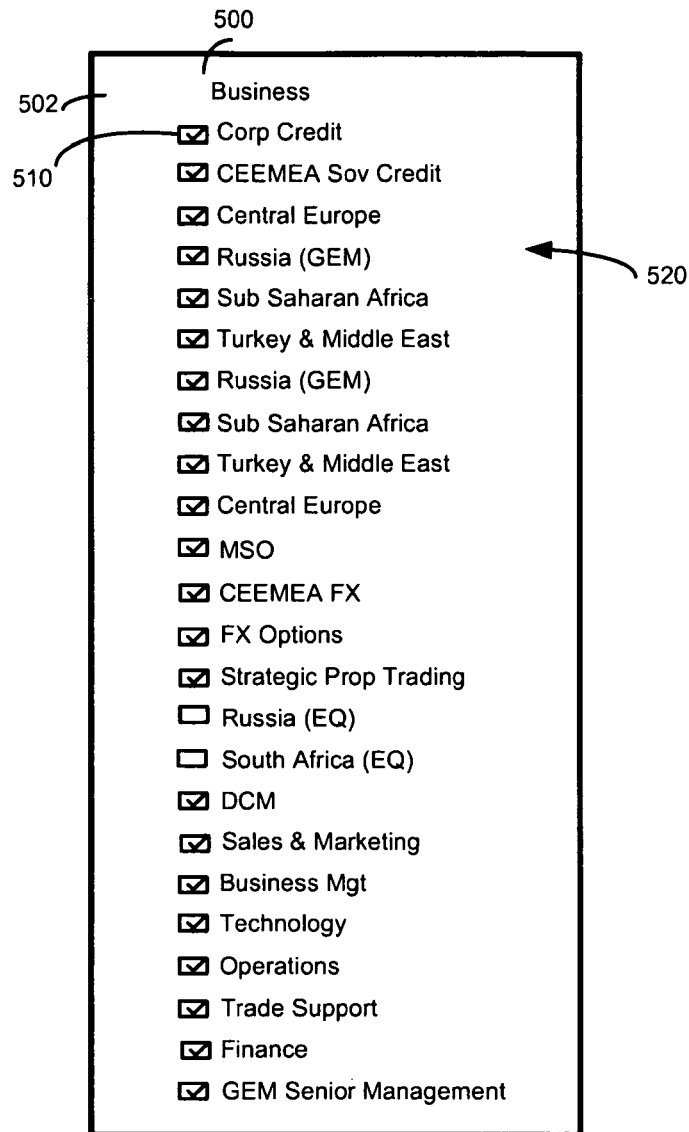 500
502
Business
Corp Credit
510
CEEMEA Sov Credit
Central Europe
Russia (GEM)
520
Sub Saharan Africa
Turkey & Middle East
Russia (GEM)
Sub Saharan Africa
Turkey & Middle East
Central Europe
MSO
CEEMEA FX
FX Options
Strategic Prop Trading
Russia (EQ)
South Africa (EQ)
DCM
Sales & Marketing
Business Mgt
Technology
Operations
Trade Support
Finance
GEM Senior Management